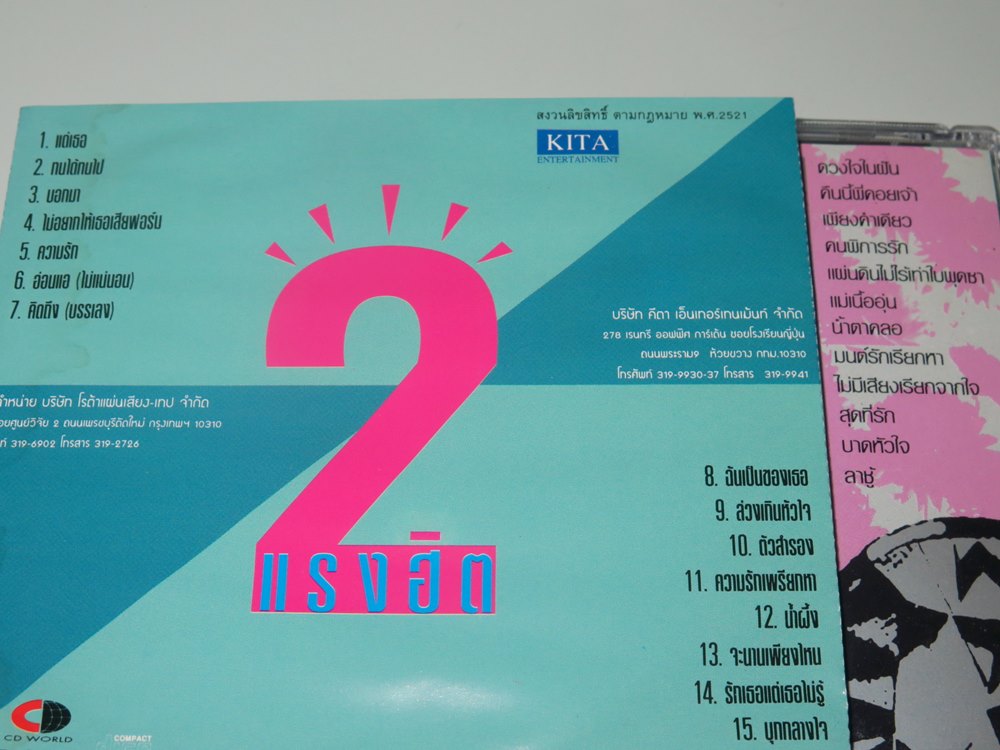 สงวนลิขสิทธิ์ ตามกฎหมาย พ.ศ.2521
KITA
ENTERTAINMENT
1. แด่เธอ
2. ทนได้ทนไป
3. บอกมา
4. ไม่อยากให้เธอเสียฟอร์ม
5. ความรัก
6. อ่อนแอ (ไม่แน่นอน)
7. คิดถึง (บรรเลง)
2
แรงฮิต
บริษัท คีตา เอ็นเทอร์เทนเม้นท์ จำกัด
278 เรนทรี ออฟฟิศ การ์เด้น ซอยโรงเรียนญี่ปุ่น
ถนนพระราม9 ห้วยขวาง กทม.10310
โทรศัพท์ 319-9930-37 โทรสาร 319-9941
บริษัท โรต้าแผ่นเสียง-เทป จำกัด
ซอยศูนย์วิจัย 2 ถนนเพชรบุรีตัดใหม่ กรุงเทพฯ 10310
319-6902 โทรสาร 319-2726
8. ฉันเป็นของเธอ
9. ล่วงเกินหัวใจ
10. ตัวสำรอง
11. ความรักเพรียกหา
12. น้ำผึ้ง
13. จะนานเพียงไหน
14. รักเธอแต่เธอไม่รู้
15. บุกกลางใจ
CD WORLD
COMPACT
ดวงใจในฝัน
คืนนี้พี่คอยเจ้า
เพียงคำเดียว
คนพิการรัก
แผ่นดินไม่ไร้เท่าใบพุดซา
แม่เนื้ออุ่น
น้ำตาคลอ
มนต์รักเรียกหา
ไม่มีเสียงเรียกจากใจ
สุดที่รัก
บาดหัวใจ
ลาชู้